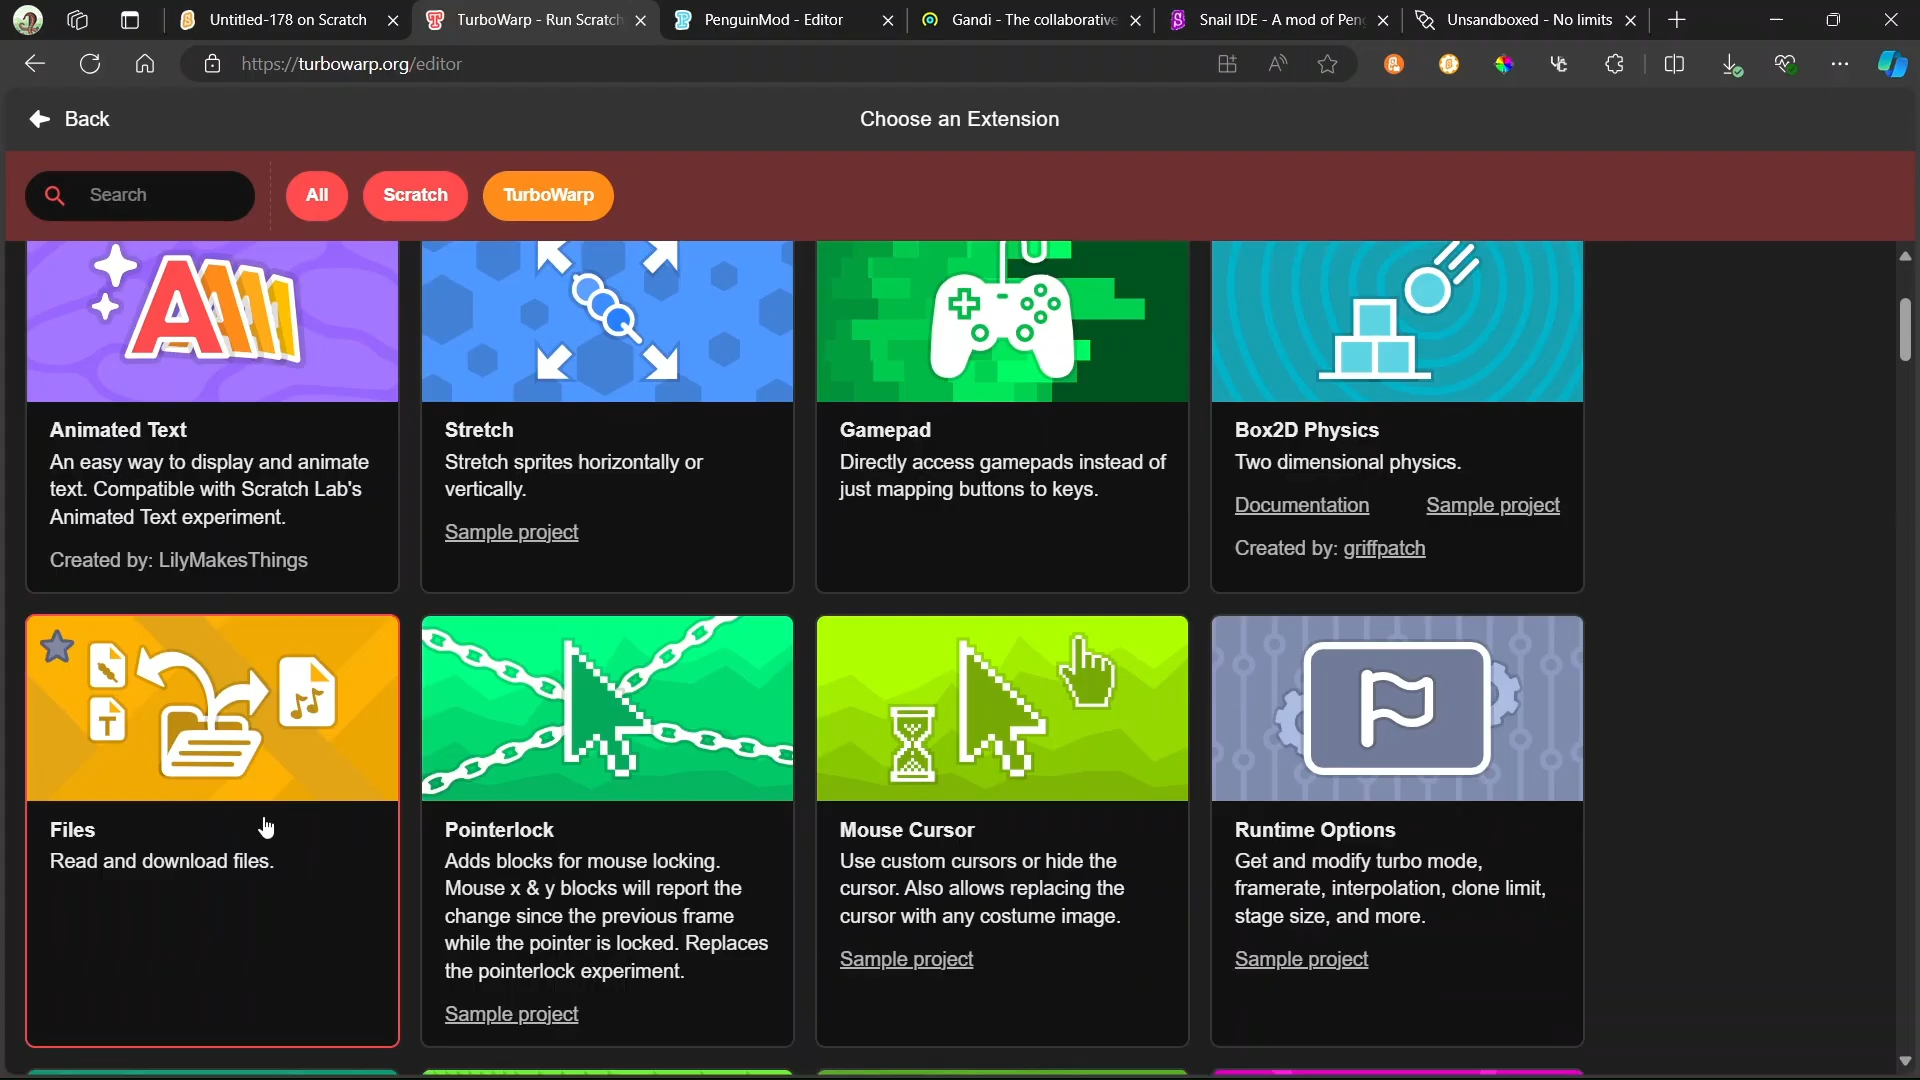 Untitled-178 on Scratch
TurboWarp - Run Scratch
PenguinMod - Editor
Gandi - The collaborative
Snail IDE - A mod of Pen
Unsandboxed - No limits
https://turbowarp.org/editor
Back
Choose an Extension
Search
All
Scratch
TurboWarp
Animated Text
An easy way to display and animate
text. Compatible with Scratch Lab's
Animated Text experiment.
Created by: LilyMakesThings
Stretch
Stretch sprites horizontally or
vertically.
Sample project
Gamepad
Directly access gamepads instead of
just mapping buttons to keys.
Box2D Physics
Two dimensional physics.
Documentation Sample project
Created by: griffpatch
Files
Read and download files.
Pointerlock
Adds blocks for mouse locking.
Mouse x & y blocks will report the
change since the previous frame
while the pointer is locked. Replaces
the pointerlock experiment.
Sample project
Mouse Cursor
Use custom cursors or hide the
cursor. Also allows replacing the
cursor with any costume image.
Sample project
Runtime Options
Get and modify turbo mode,
framerate, interpolation, clone limit,
stage size, and more.
Sample project